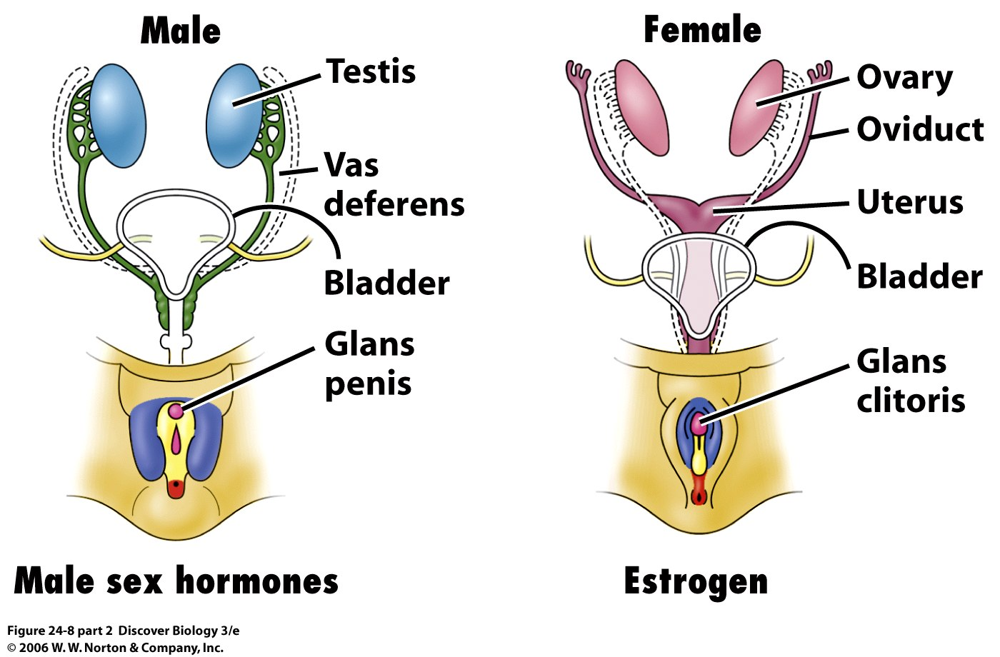 Male
Female
Testis
Vas
deferens
Bladder
Glans
penis
Ovary
Oviduct
Uterus
Bladder
Glans
clitoris
Male sex hormones
Estrogen
Figure 24-8 part 2 Discover Biology 3/e
© 2006 W. W. Norton & Company, Inc.